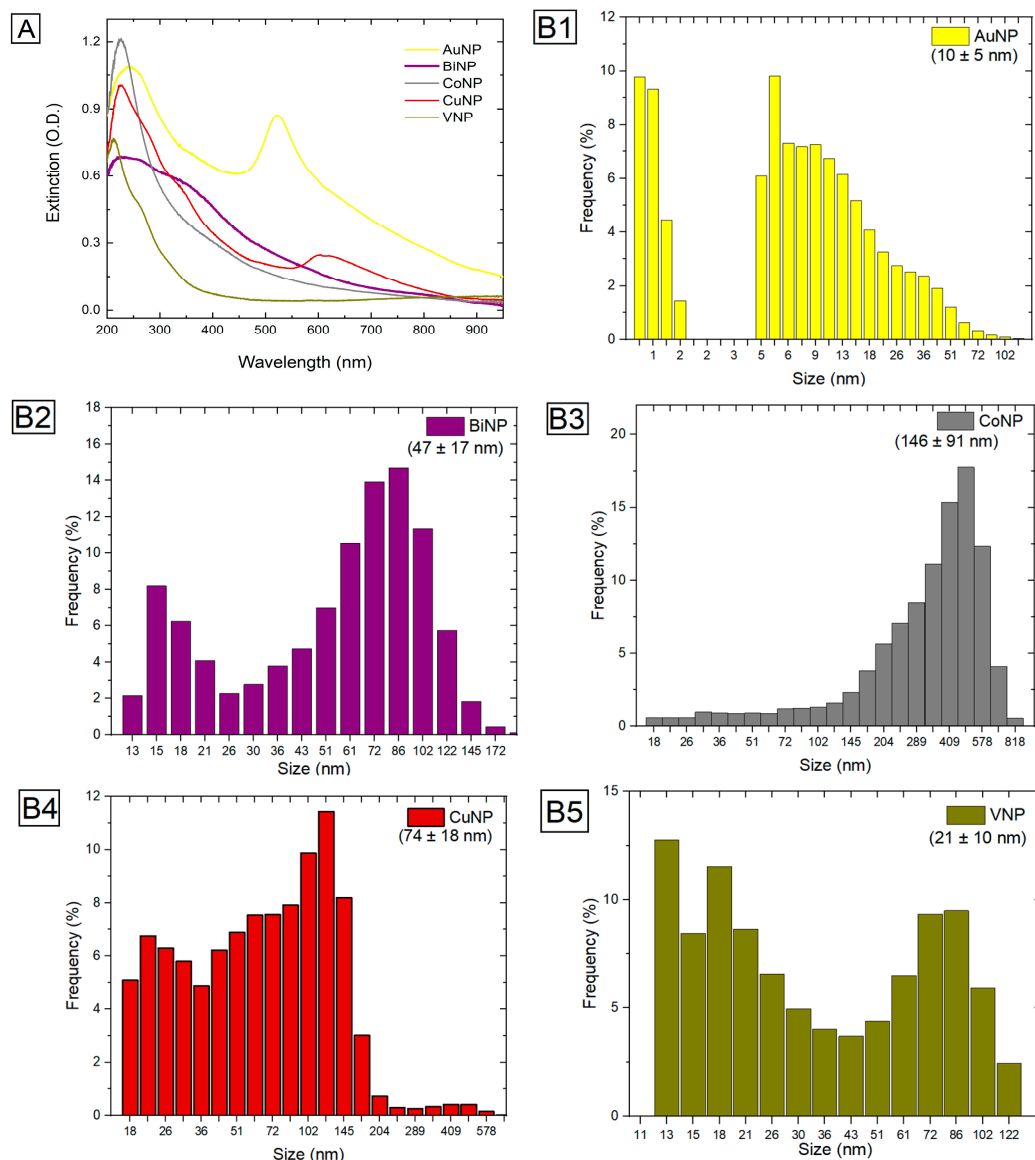 A
AuNP
BiNP
CoNP
CuNP
VNP
1.2
0.9
0.6
0.3
0.0
Extinction (O.D.)
200 300 400 500 600 700 800 900
Wavelength (nm)
B1
AuNP
(10 ± 5 nm)
12
10
8
6
4
2
0
Frequency (%)
1 2 2 3 5 6 9 13 18 26 36 51 72 102
Size (nm)
B2
BiNP
(47 ± 17 nm)
18
16
14
12
10
8
6
4
2
0
Frequency (%)
13 15 18 21 26 30 36 43 51 61 72 86 102 122 145 172
Size (nm)
B3
CoNP
(146 ± 91 nm)
20
15
10
5
0
Frequency (%)
18 26 36 51 72 102 145 204 289 409 578 818
Size (nm)
B4
CuNP
(74 ± 18 nm)
12
10
8
6
4
2
0
Frequency (%)
18 26 36 51 72 102 145 204 289 409 578
Size (nm)
B5
VNP
(21 ± 10 nm)
15
10
5
0
Frequency (%)
11 13 15 18 21 26 30 36 43 51 61 72 86 102 122
Size (nm)